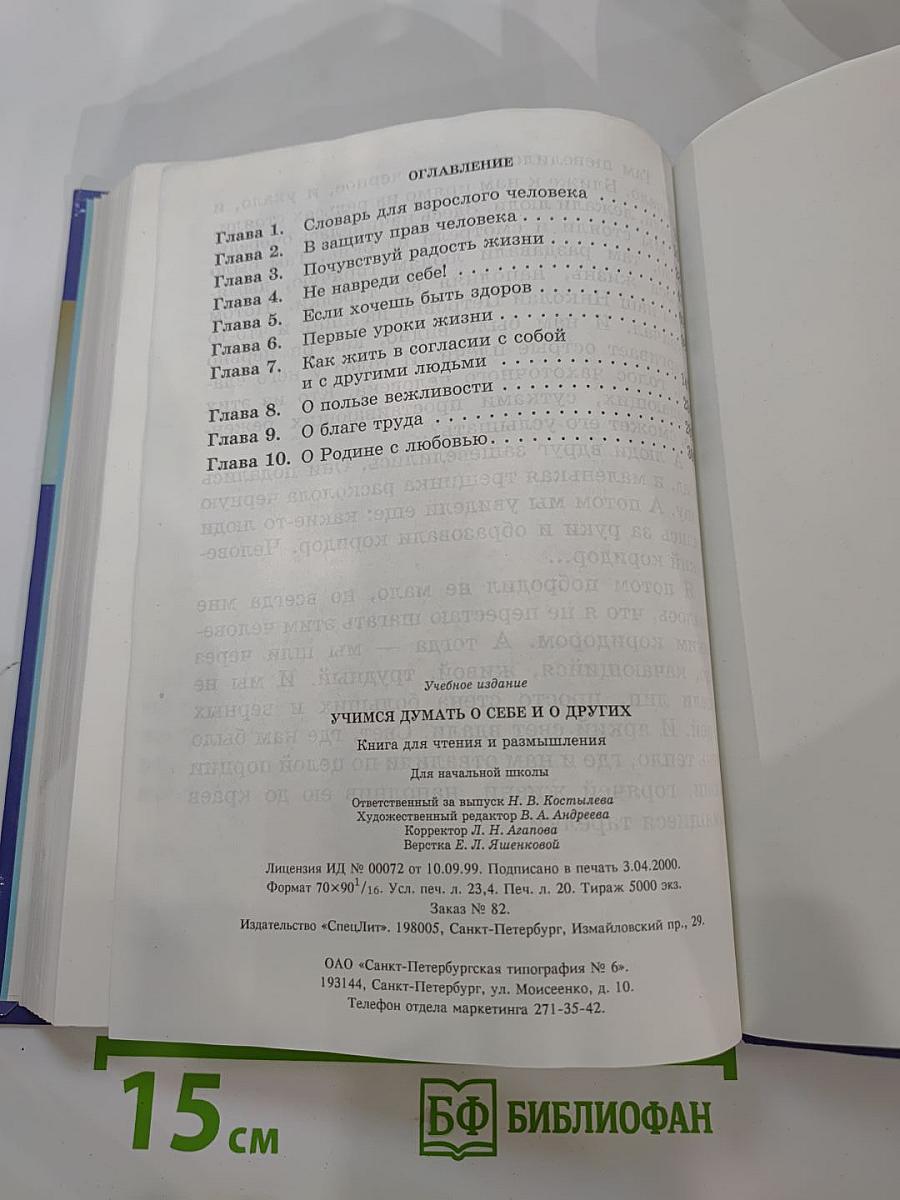 ОГЛАВЛЕНИЕ
Глава 1. Словарь для взрослого человека
Глава 2. В защиту прав человека
Глава 3. Почувствуй радость жизни
Глава 4. Не навреди себе!
Глава 5. Если хочешь быть здоров
Глава 6. Первые уроки жизни
Глава 7. Как жить в согласии с собой
и с другими людьми
Глава 8. О пользе вежливости
Глава 9. О благе труда
Глава 10. О Родине с любовью
Учебное издание
УЧИМСЯ ДУМАТЬ О СЕБЕ И О ДРУГИХ
Книга для чтения и размышления
Для начальной школы
Ответственный за выпуск Н. В. Костылева
Художественный редактор В. А. Андреева
Корректор Л. Н. Агапова
Верстка Е. Л. Яшенковой
Лицензия ИД № 00072 от 10.09.99. Подписано в печать 3.04.2000.
Формат 70×90 1/16. Усл. печ. л. 23,4. Печ. л. 20. Тираж 5000 экз.
Заказ № 82.
Издательство «СпецЛит». 198005, Санкт-Петербург, Измайловский пр., 29.
ОАО «Санкт-Петербургская типография № 6».
193144, Санкт-Петербург, ул. Моисеенко, д. 10.
Телефон отдела маркетинга 271-35-42.
15 см
БФ БИБЛИОФАН